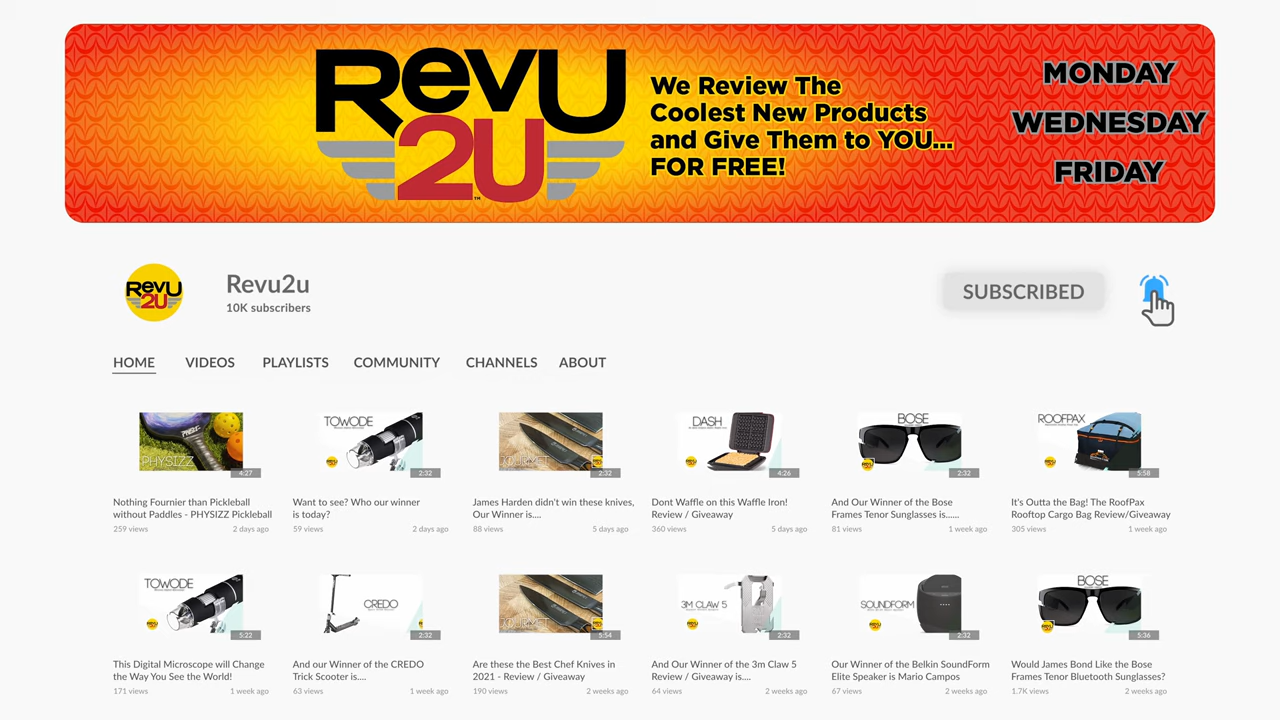 RevU
2U
™
We Review The
Coolest New Products
and Give Them to YOU...
FOR FREE!
MONDAY
WEDNESDAY
FRIDAY
RevU
2U
Revu2u
10K subscribers
SUBSCRIBED
HOME VIDEOS PLAYLISTS COMMUNITY CHANNELS ABOUT
PHYSIZZ
4:27
TOWODE
2:32
2:32
DASH
4:26
BOSE
2:32
ROOFPAX
5:58
Nothing Fournier than Pickleball
without Paddles - PHYSIZZ Pickleball
259 views 2 days ago
Want to see? Who our winner
is today?
59 views 2 days ago
James Harden didn't win these knives,
Our Winner is....
88 views 5 days ago
Dont Waffle on this Waffle Iron!
Review / Giveaway
360 views 5 days ago
And Our Winner of the Bose
Frames Tenor Sunglasses is......
81 views 1 week ago
It's Outta the Bag! The RoofPax
Rooftop Cargo Bag Review/Giveaway
305 views 1 week ago
TOWODE
5:22
CREDO
2:32
5:54
3M CLAW 5
2:32
SOUNDFORM
2:32
BOSE
5:36
This Digital Microscope will Change
the Way You See the World!
171 views 1 week ago
And our Winner of the CREDO
Trick Scooter is....
63 views 1 week ago
Are these the Best Chef Knives in
2021 - Review / Giveaway
190 views 2 weeks ago
And Our Winner of the 3m Claw 5
Review / Giveaway is....
64 views 2 weeks ago
Our Winner of the Belkin SoundForm
Elite Speaker is Mario Campos
67 views 2 weeks ago
Would James Bond Like the Bose
Frames Tenor Bluetooth Sunglasses?
1.7K views 2 weeks ago